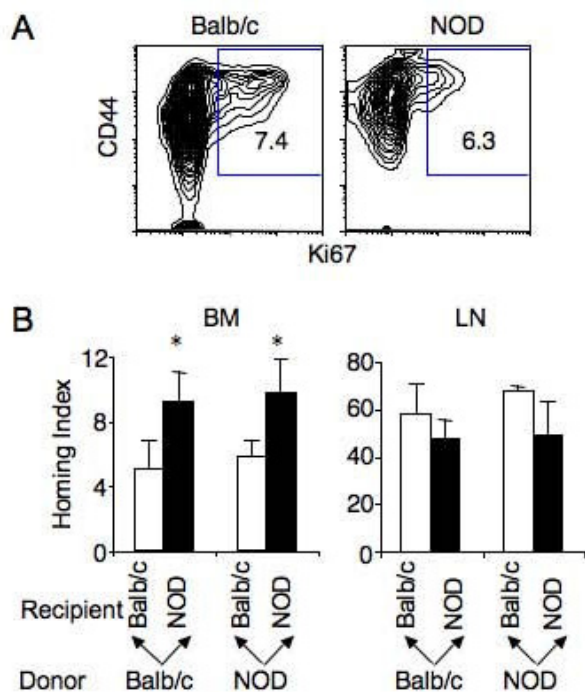 A
Balb/c
NOD
CD44
7.4
6.3
Ki67
B
BM
LN
Homing Index
12
8
4
0
*
*
80
60
40
20
0
Recipient
Balb/c
NOD
Balb/c
NOD
Balb/c
NOD
Balb/c
NOD
Donor
Balb/c
NOD
Balb/c
NOD